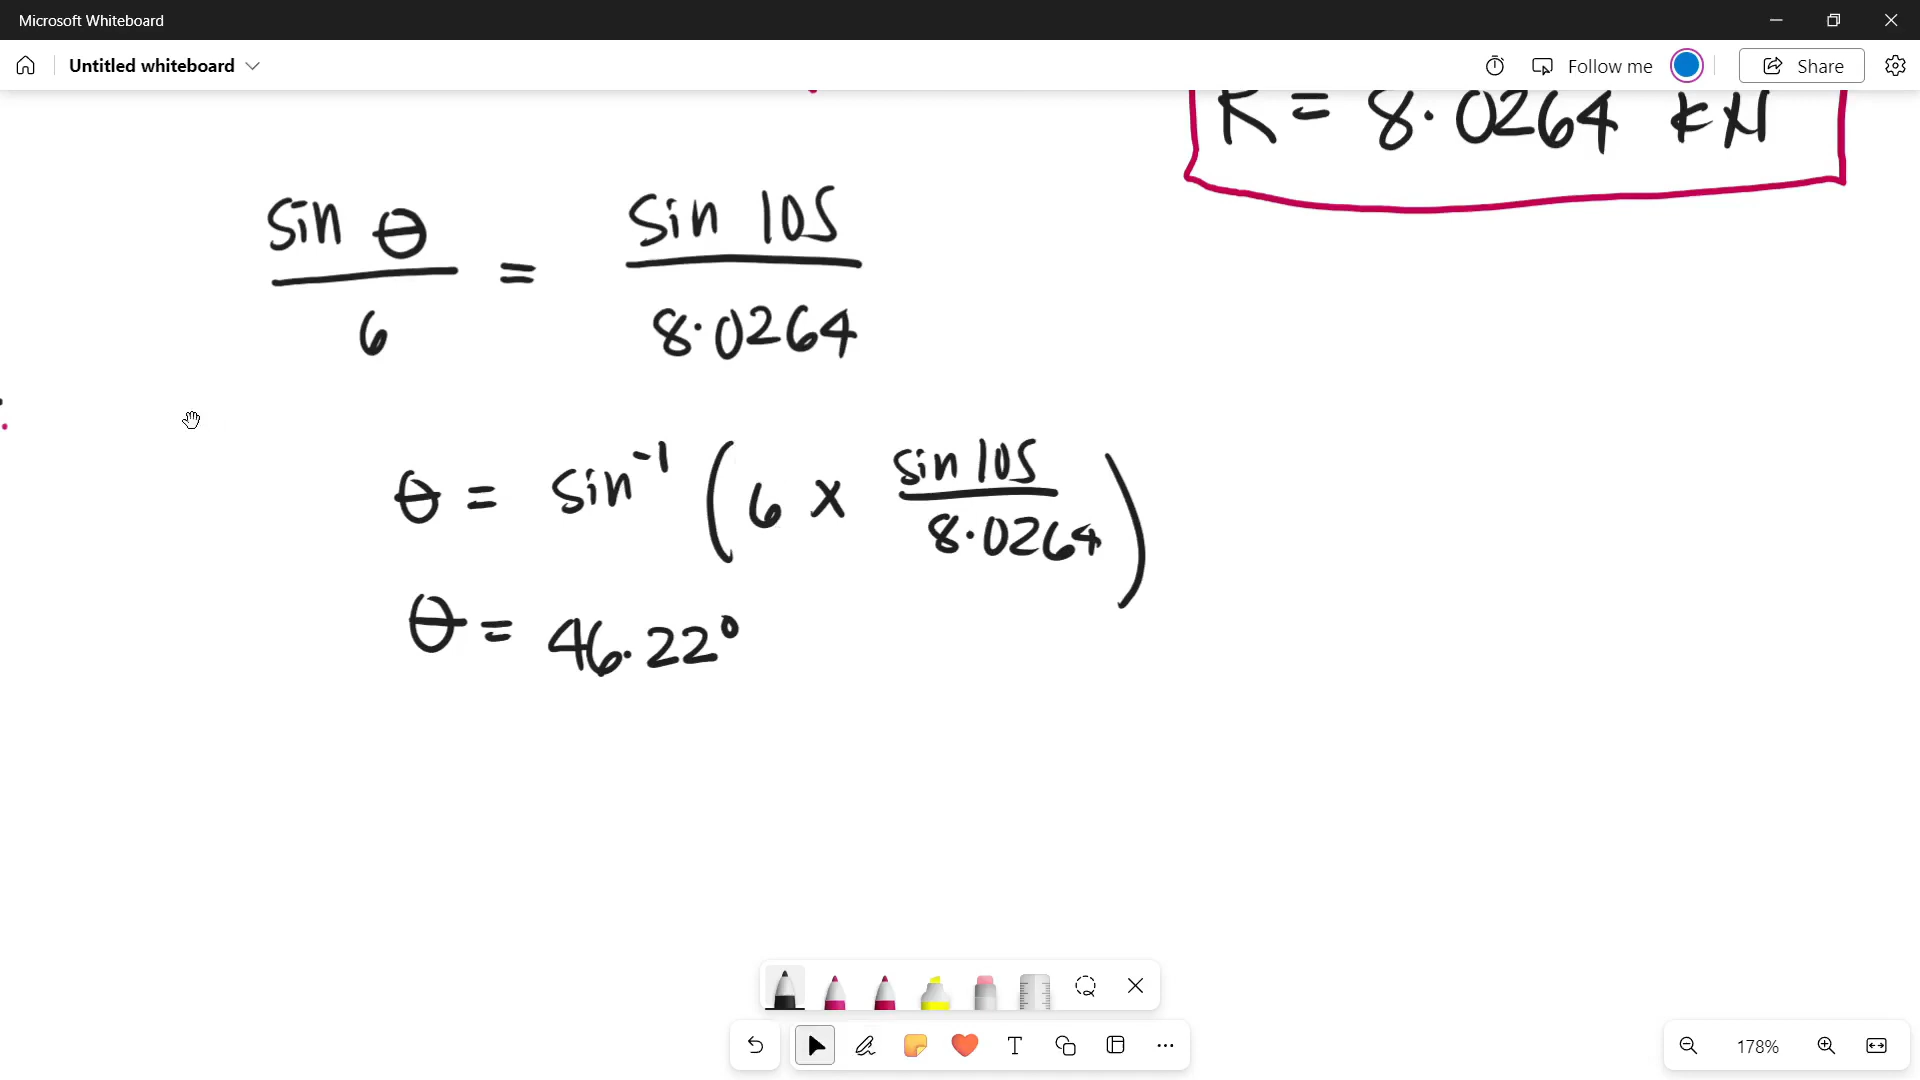 Microsoft Whiteboard
Untitled whiteboard
Follow me
Share
R = 8.0264 kN
sin θ / 6 = sin 105 / 8.0264
θ = sin⁻¹ ( 6 × sin 105 / 8.0264 )
θ = 46.22°
178%